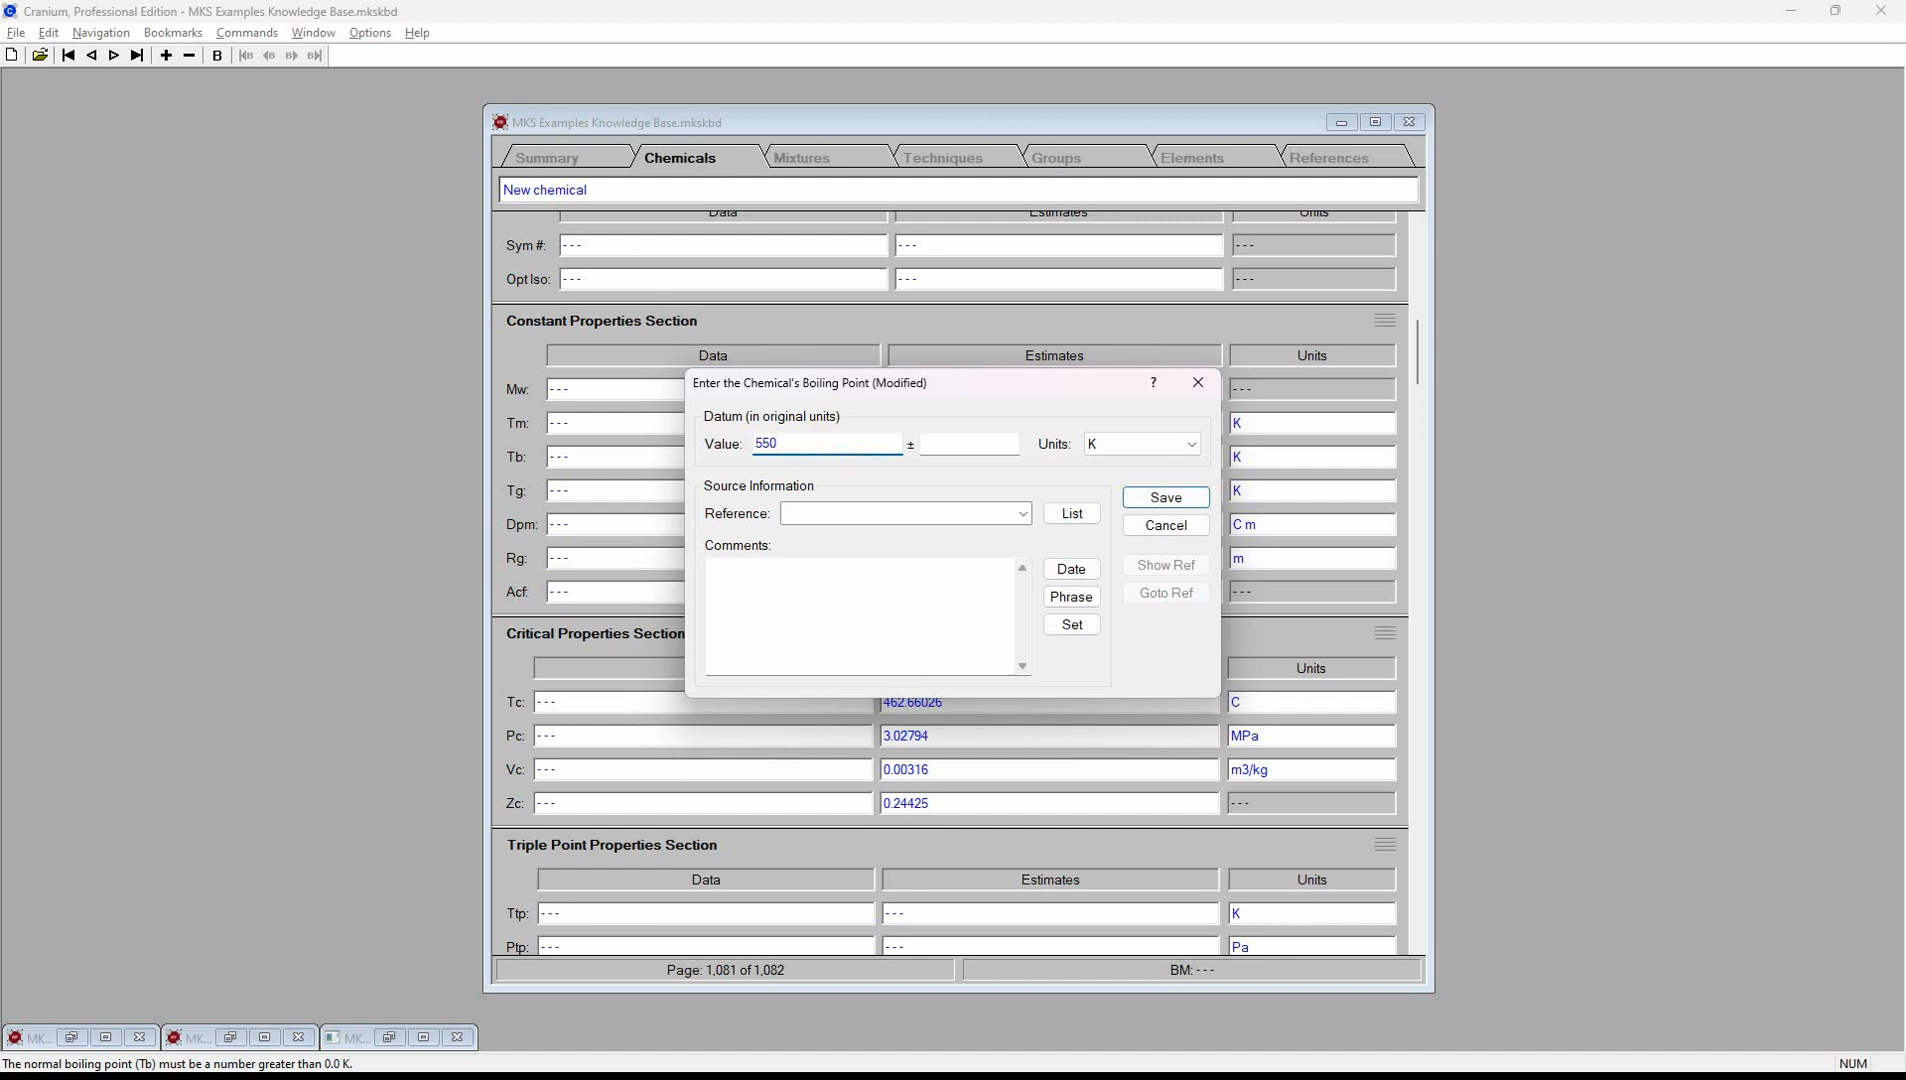 Cranium, Professional Edition - MKS Examples Knowledge Base.mkskbd
File Edit Navigation Bookmarks Commands Window Options Help
B B B B B
MKS Examples Knowledge Base.mkskbd
Summary Chemicals Mixtures Techniques Groups Elements References
New chemical
Data Estimates Units
Sym #: --- --- ---
Opt Iso: --- --- ---
Constant Properties Section
Data Estimates Units
Mw: --- ---
Tm: --- K
Tb: --- K
Tg: --- K
Dpm: --- C m
Rg: --- m
Acf: --- ---
Enter the Chemical's Boiling Point (Modified) ?
Datum (in original units)
Value: 550 ± Units: K
Source Information
Reference: List
Comments:
Date
Phrase
Set
Save
Cancel
Show Ref
Goto Ref
Critical Properties Section
Units
Tc: --- 462.66026 C
Pc: --- 3.02794 MPa
Vc: --- 0.00316 m3/kg
Zc: --- 0.24425 ---
Triple Point Properties Section
Data Estimates Units
Ttp: --- --- K
Ptp: --- --- Pa
Page: 1,081 of 1,082 BM: ---
MK... MK... MK...
The normal boiling point (Tb) must be a number greater than 0.0 K. NUM